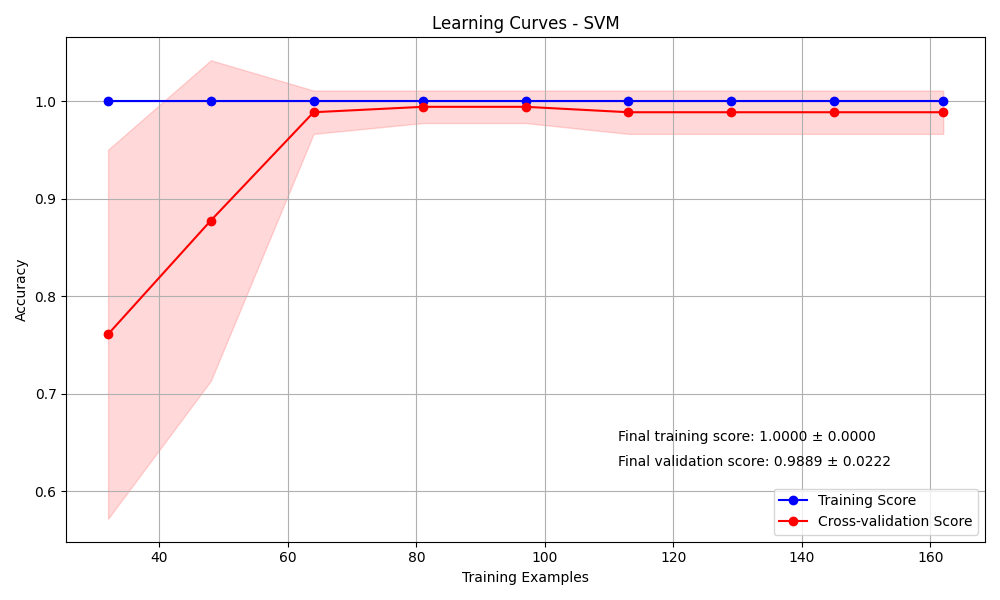 Learning Curves - SVM
1.0
0.9
0.8
0.7
0.6
Accuracy
Final training score: 1.0000 ± 0.0000
Final validation score: 0.9889 ± 0.0222
Training Score
Cross-validation Score
40 60 80 100 120 140 160
Training Examples